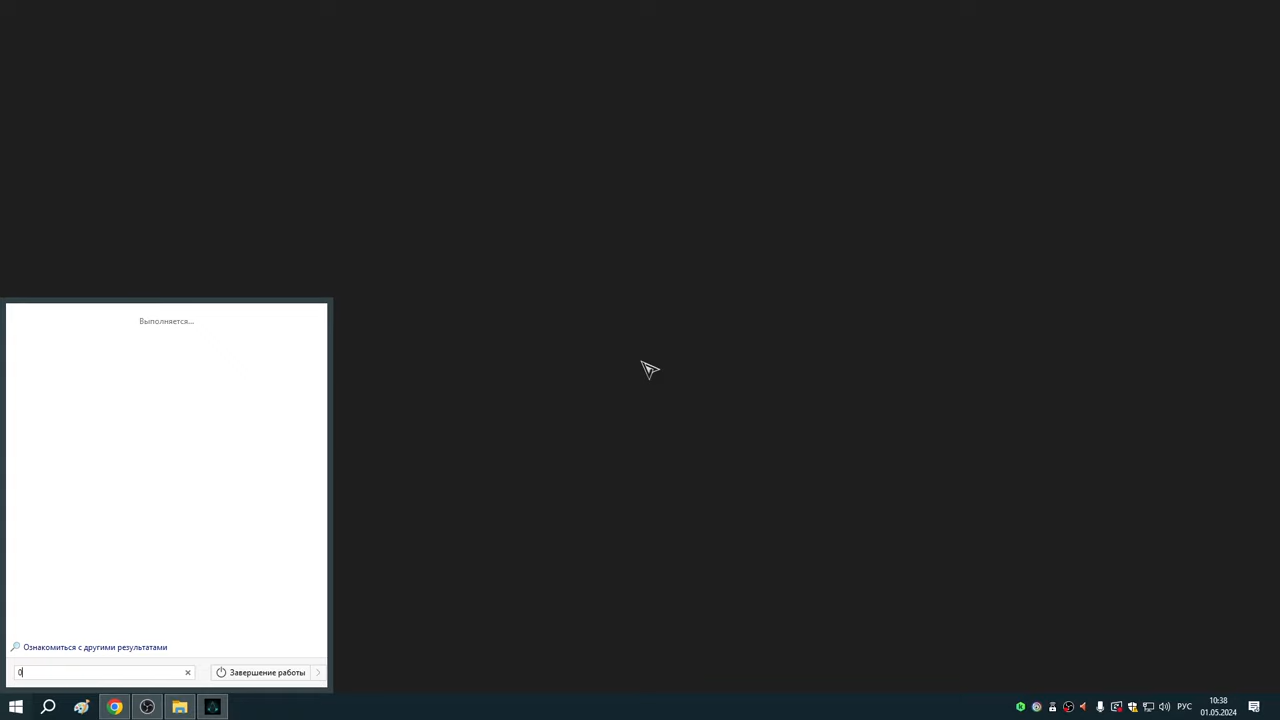 Выполняется...
Ознакомиться с другими результатами
0
Завершение работы
РУС
10:38
01.05.2024